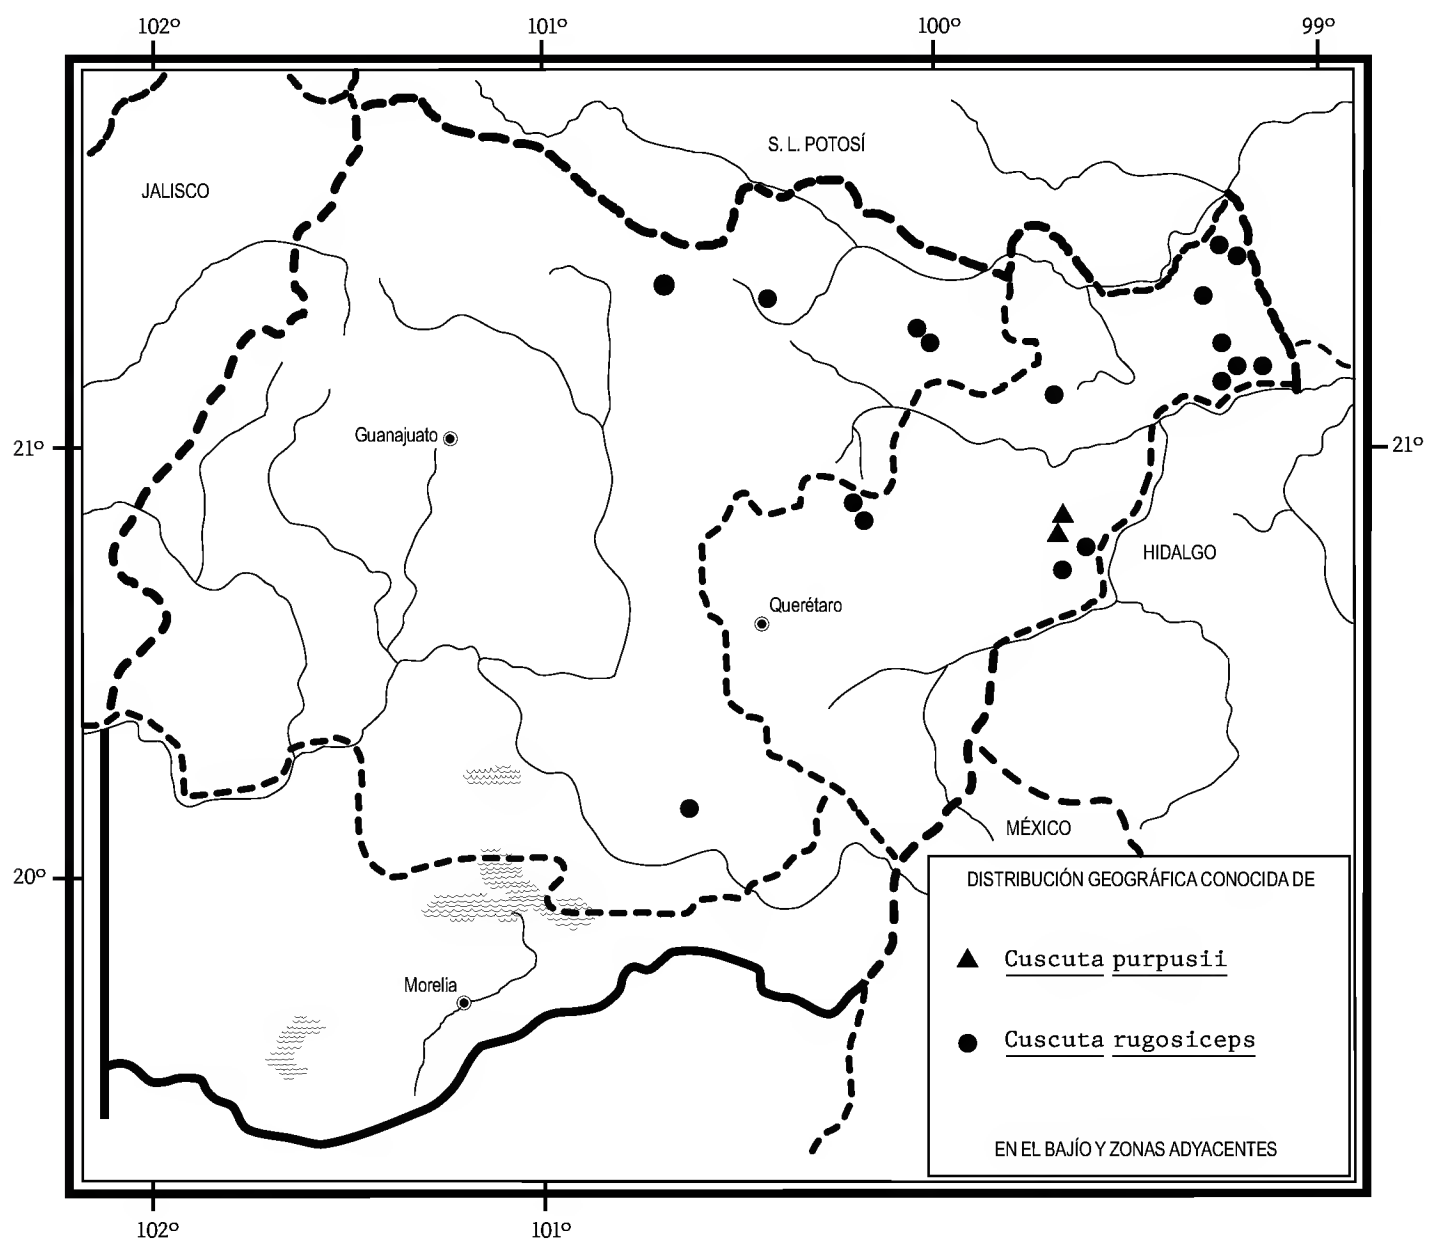 102º 101º 100º 99º
S. L. POTOSÍ
JALISCO
Guanajuato
21º 21º
HIDALGO
Querétaro
MÉXICO
20º
DISTRIBUCIÓN GEOGRÁFICA CONOCIDA DE
Cuscuta purpusii
Morelia
Cuscuta rugosiceps
EN EL BAJÍO Y ZONAS ADYACENTES
102º 101º